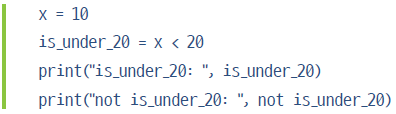 x = 10
is_under_20 = x < 20
print("is_under_20: ", is_under_20)
print("not is_under_20: ", not is_under_20)